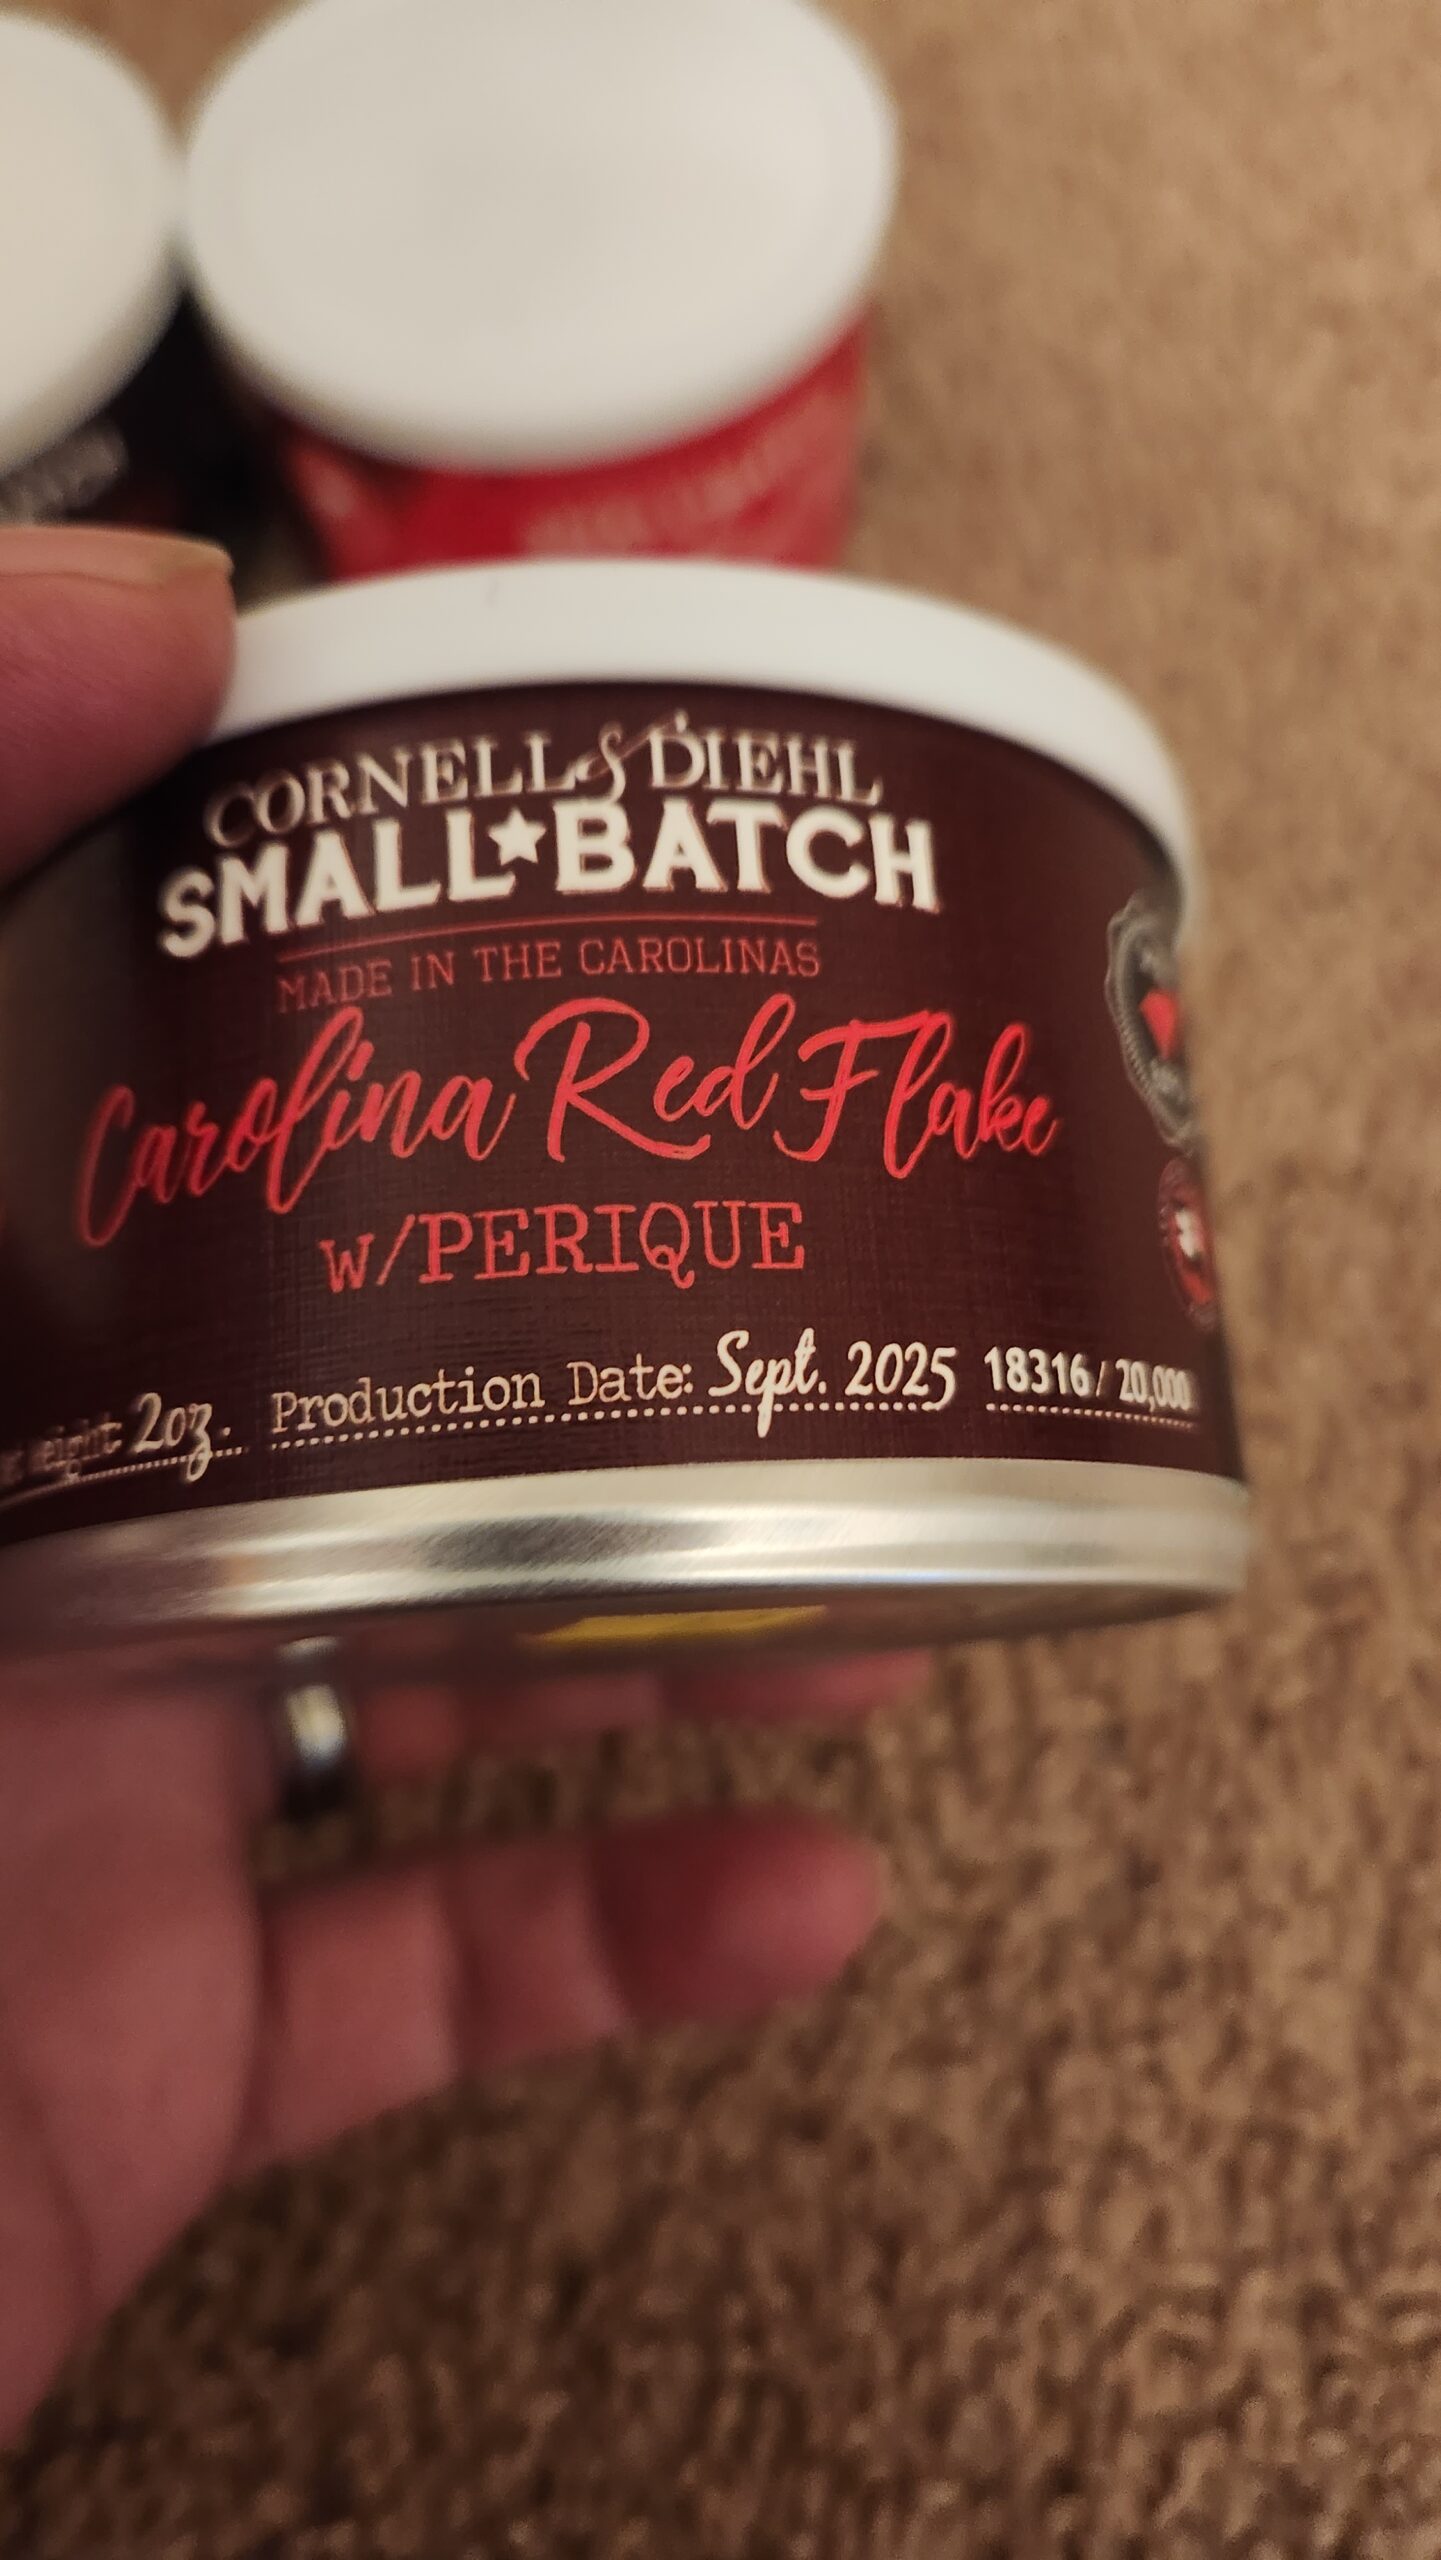 CORNELL & DIEHL
SMALL★BATCH
MADE IN THE CAROLINAS
Carolina Red Flake
w/PERIQUE
weight 2oz. Production Date: Sept. 2025 18316 / 20,000